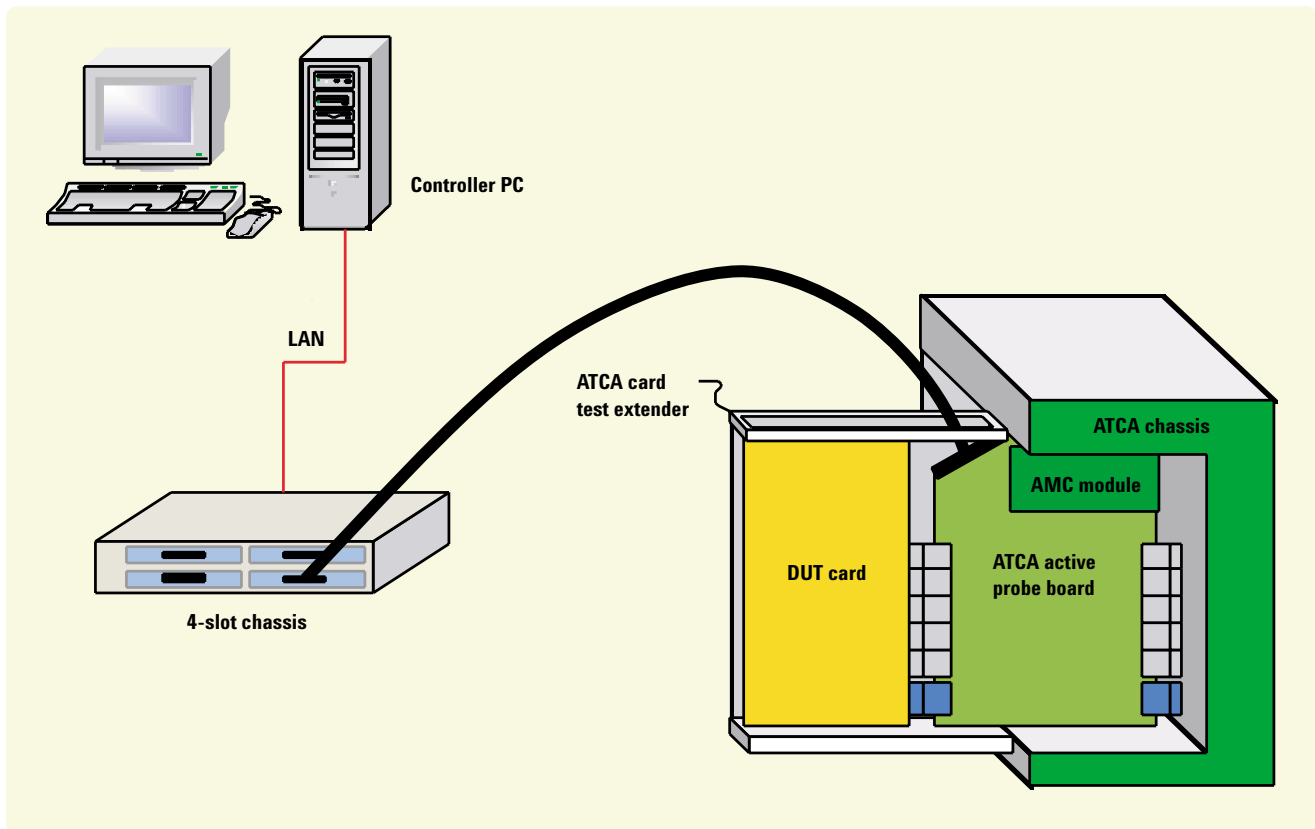 Controller PC
LAN
ATCA card
test extender
ATCA chassis
AMC module
DUT card
ATCA active
probe board
4-slot chassis